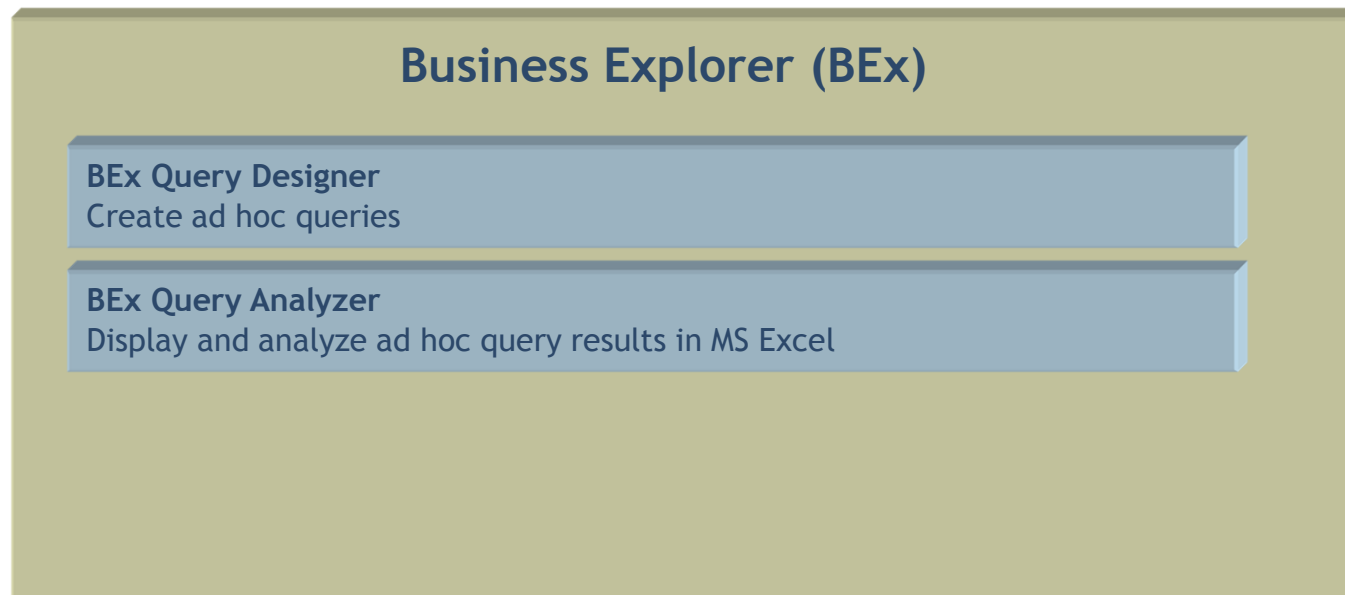 Business Explorer (BEx)
BEx Query Designer
Create ad hoc queries
BEx Query Analyzer
Display and analyze ad hoc query results in MS Excel